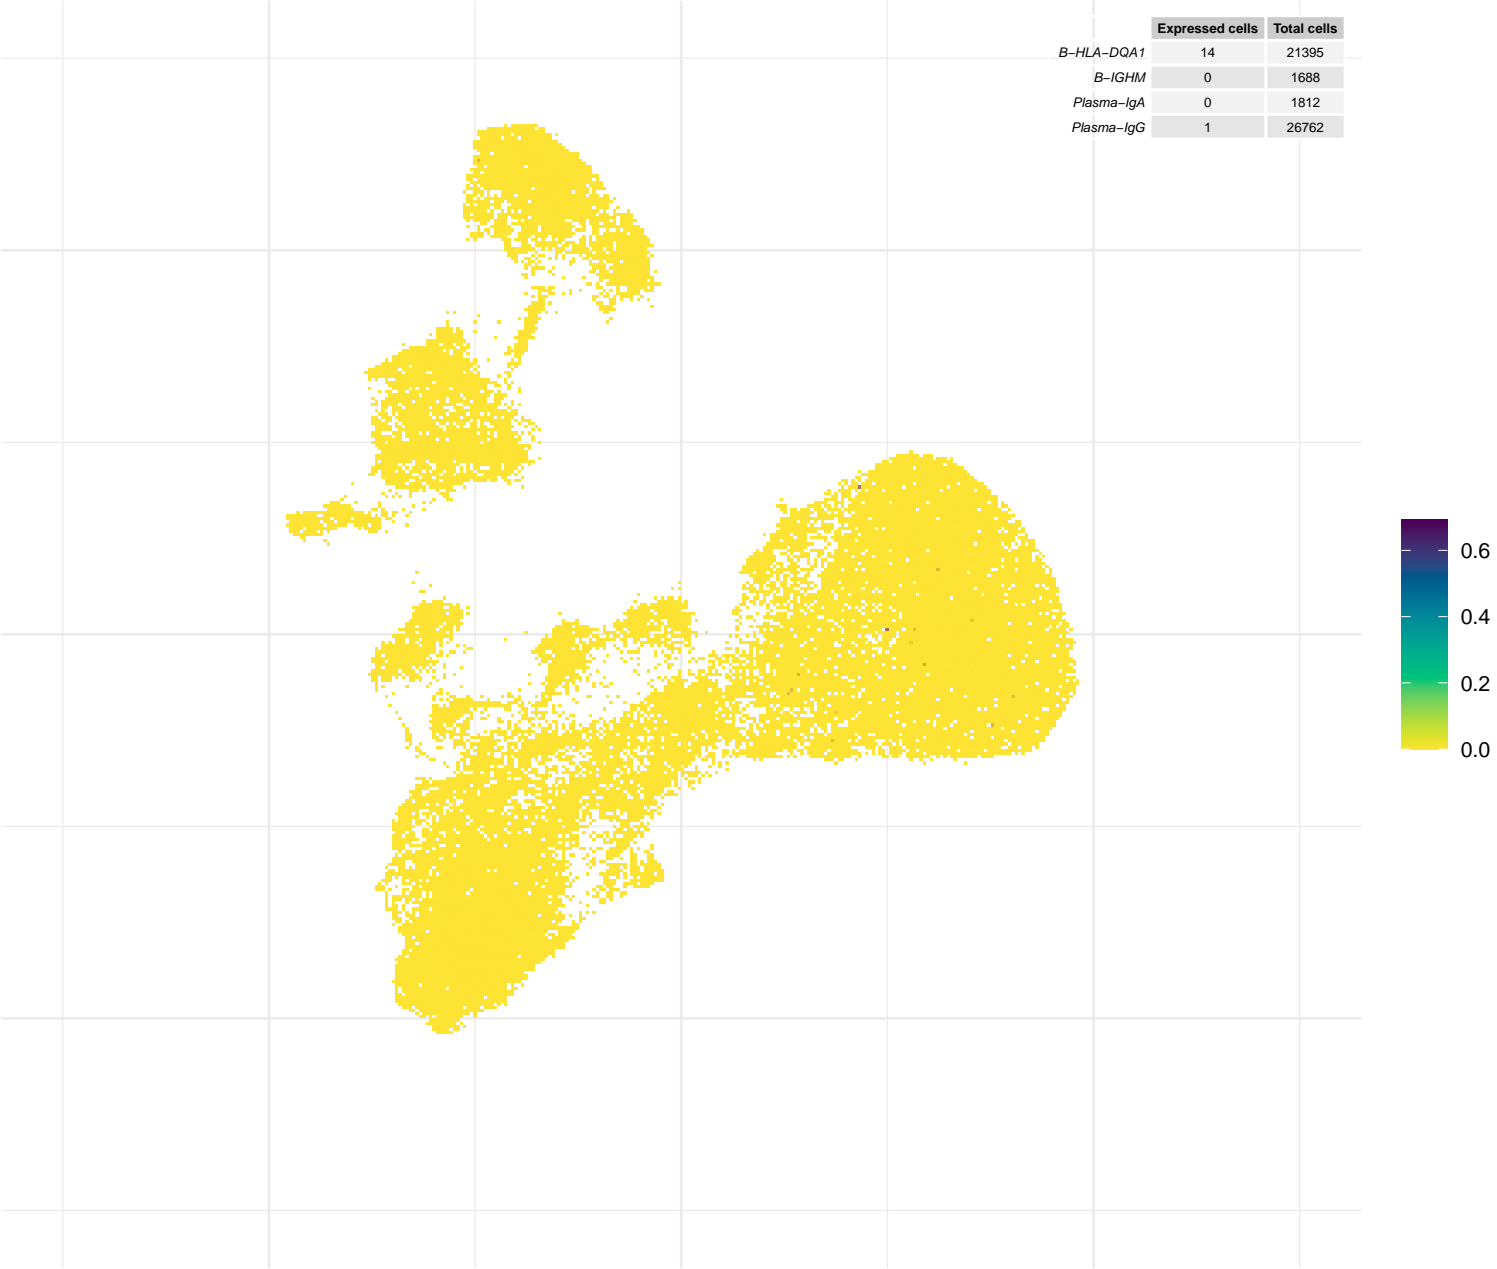 Expressed cells Total cells
B−HLA−DQA1 14 21395
B−IGHM 0 1688
Plasma−IgA 0 1812
Plasma−IgG 1 26762
0.6
0.4
0.2
0.0